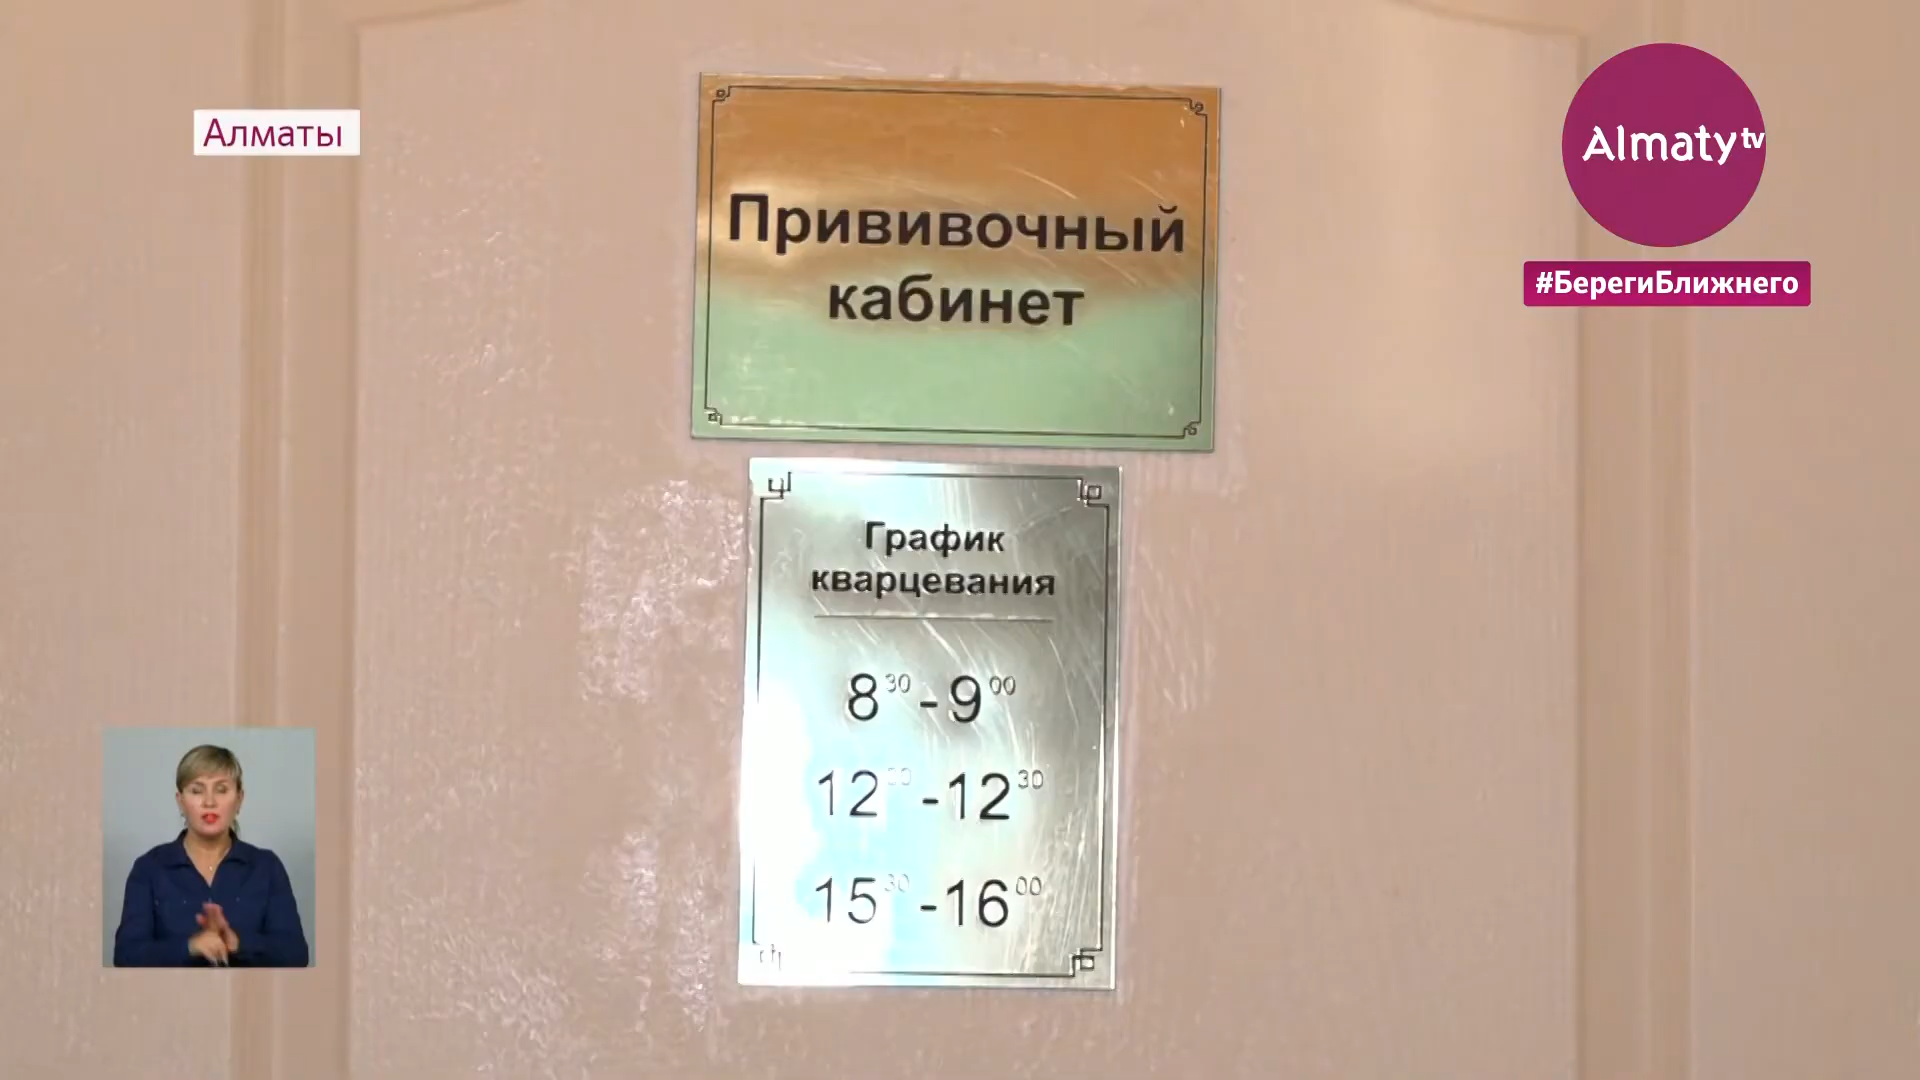 Алматы
Almaty tv
#БерегиБлижнего
Прививочный
кабинет
График
кварцевания
8³⁰ - 9⁰⁰
12⁰⁰ - 12³⁰
15³⁰ - 16⁰⁰